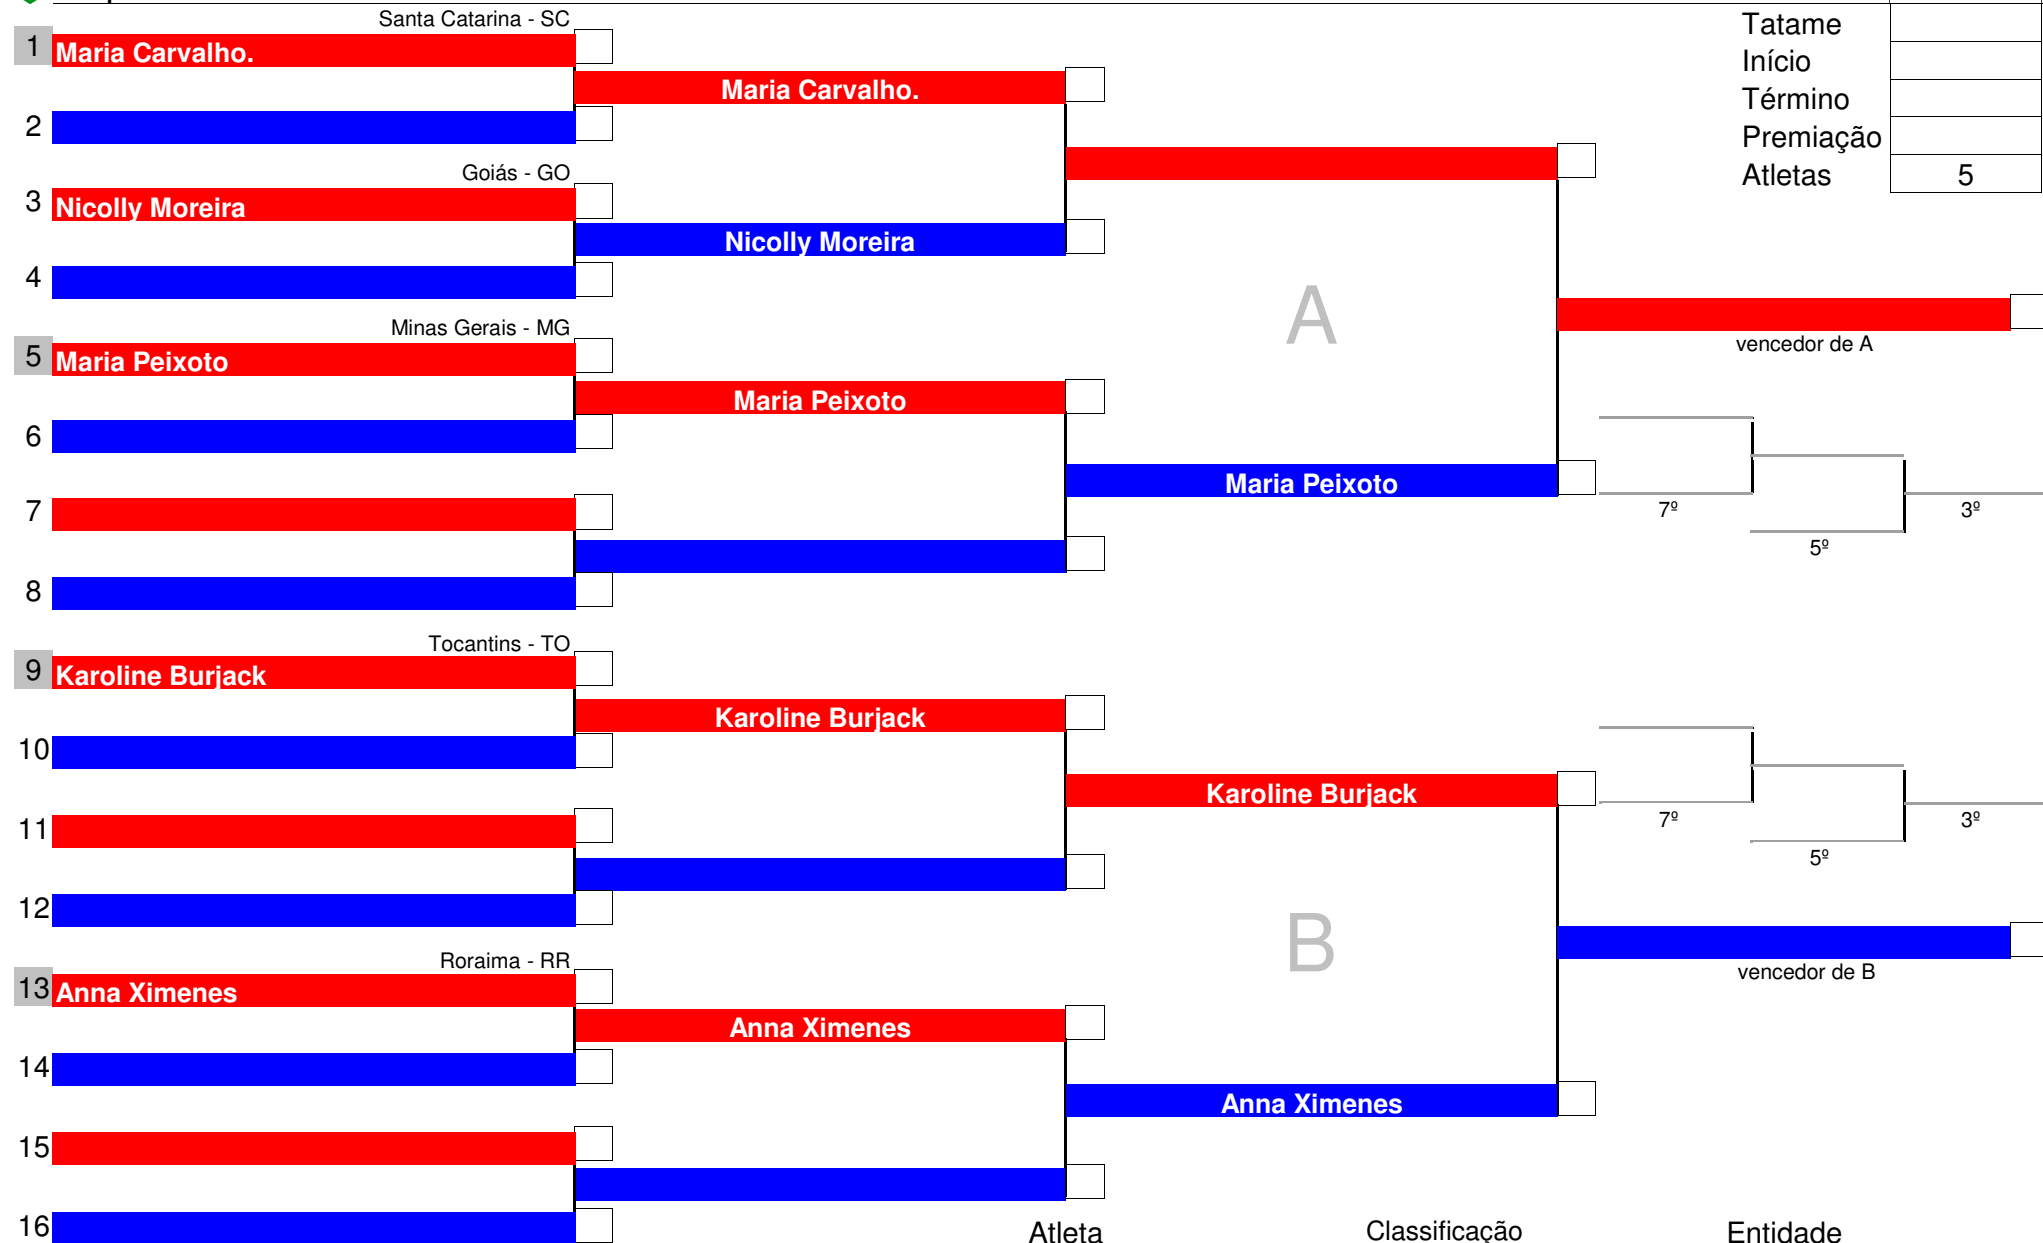 Santa Catarina - SC
Tatame
1
Maria Carvalho.
Maria Carvalho.
Início
Término
2
Premiação
Goiás - GO
Atletas
5
3
Nicolly Moreira
Nicolly Moreira
4
A
Minas Gerais - MG
vencedor de A
5
Maria Peixoto
Maria Peixoto
6
Maria Peixoto
7
7º
3º
5º
8
Tocantins - TO
9
Karoline Burjack
Karoline Burjack
10
Karoline Burjack
11
7º
3º
5º
12
B
Roraima - RR
vencedor de B
13
Anna Ximenes
Anna Ximenes
14
Anna Ximenes
15
16
Atleta
Classificação
Entidade